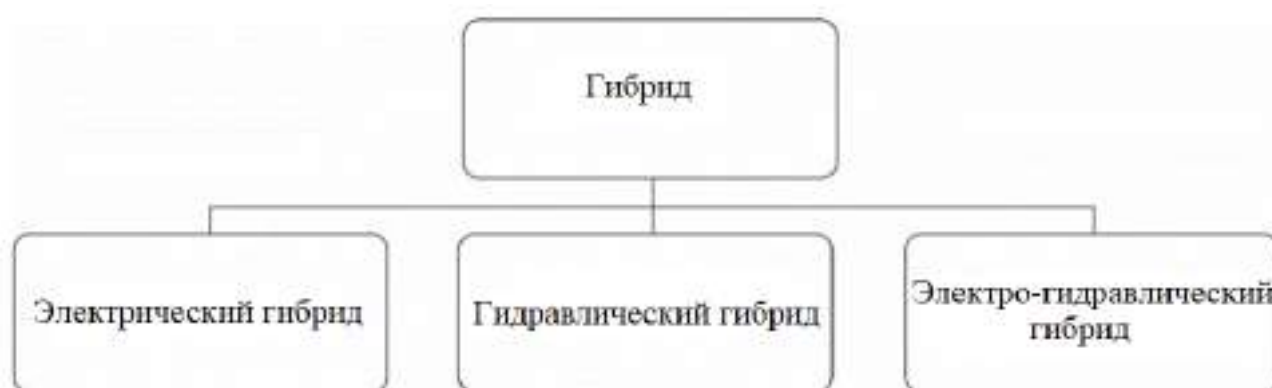 Гибрид
Электрический гибрид
Гидравлический гибрид
Электро-гидравлический
гибрид